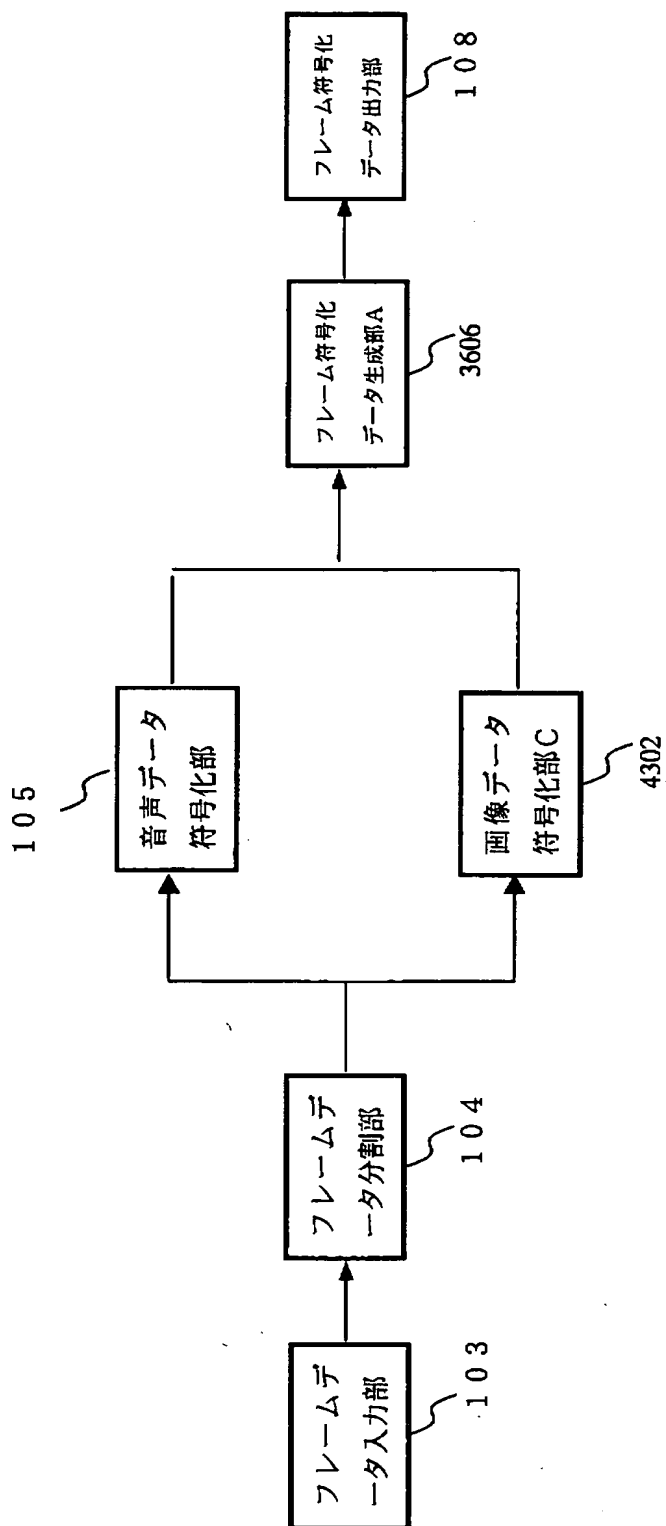 フレームデ
ータ入力部
103
フレームデ
ータ分割部
104
105
音声データ
符号化部
画像データ
符号化部C
4302
フレーム符号化
データ生成部A
3606
フレーム符号化
データ出力部
108